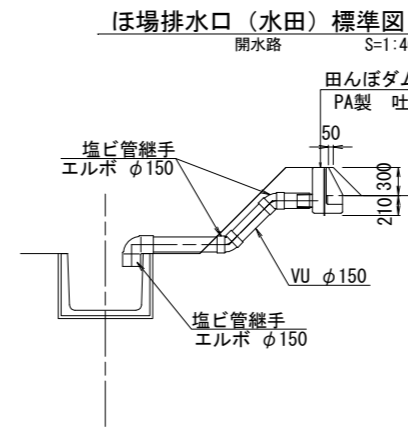 ほ場排水口（水田）標準図
開水路 S=1:4
田んぼダム
PA製 吐
50
塩ビ管継手
エルボ φ150
300
210
VU φ150
塩ビ管継手
エルボ φ150